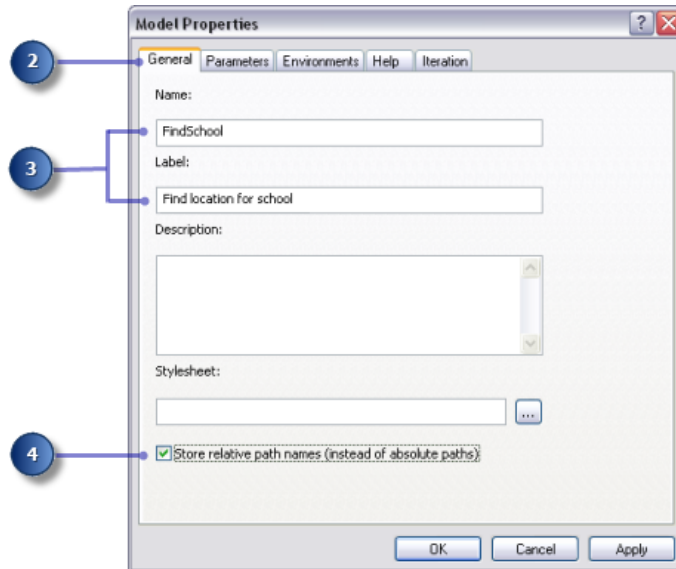 Model Properties
2
General Parameters Environments Help Iteration
Name:
3
FindSchool
Label:
Find location for school
Description:
Stylesheet:
...
4
Store relative path names (instead of absolute paths)
OK Cancel Apply